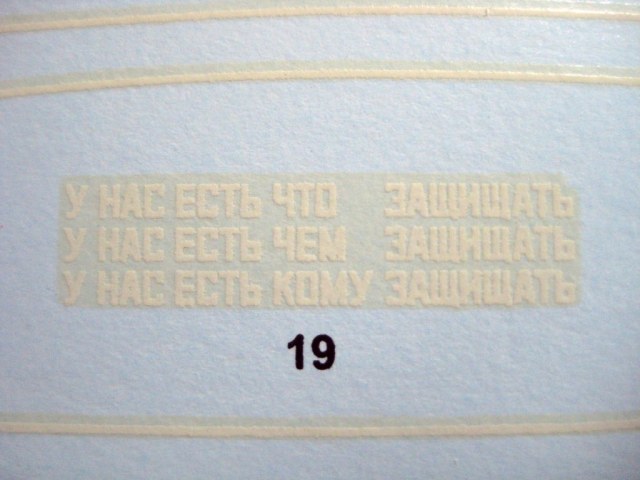 У НАС ЕСТЬ ЧТО ЗАЩИЩАТЬ
У НАС ЕСТЬ ЧЕМ ЗАЩИЩАТЬ
У НАС ЕСТЬ КОМУ ЗАЩИЩАТЬ
19